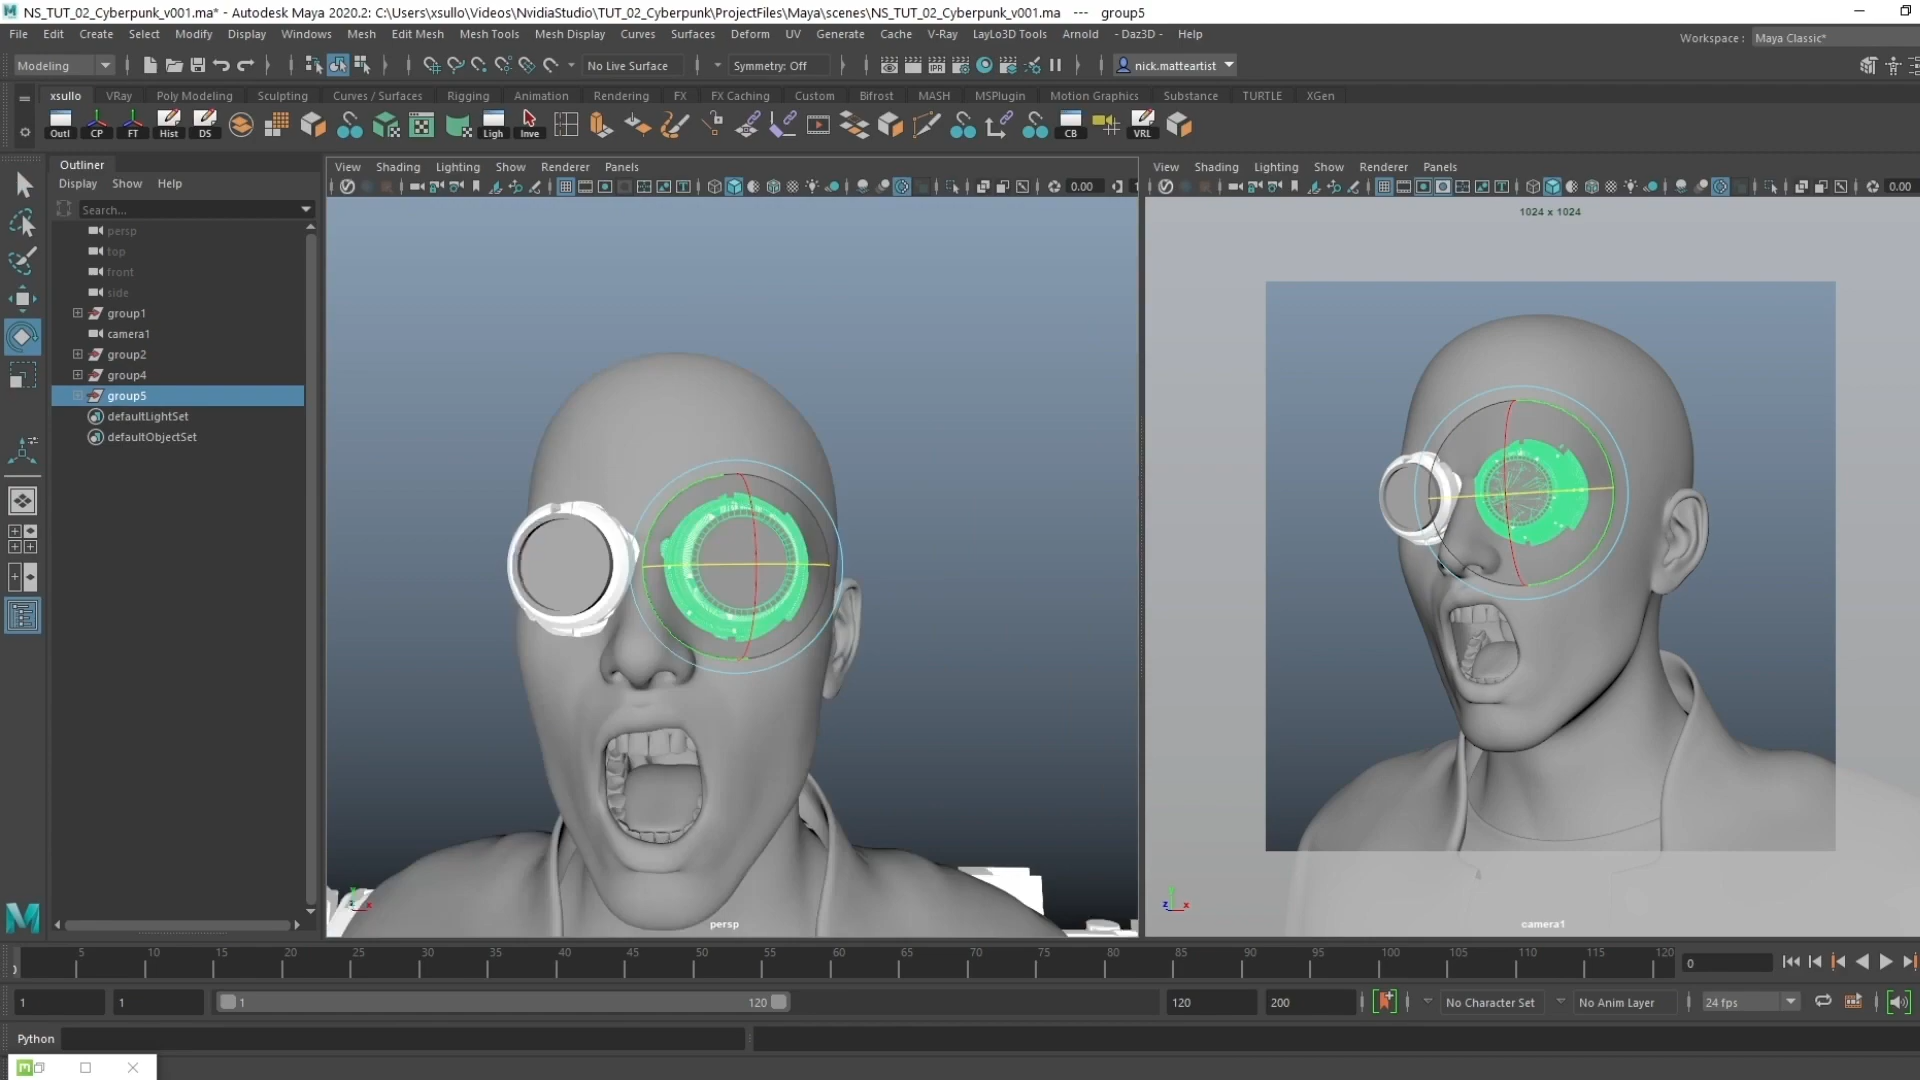 NS_TUT_02_Cyberpunk_v001.ma* - Autodesk Maya 2020.2: C:\Users\xsullo\Videos\NvidiaStudio\TUT_02_Cyberpunk\ProjectFiles\Maya\scenes\NS_TUT_02_Cyberpunk_v001.ma --- group5
File Edit Create Select Modify Display Windows Mesh Edit Mesh Mesh Tools Mesh Display Curves Surfaces Deform UV Generate Cache V-Ray LayLo3D Tools Arnold - Daz3D - Help
Workspace : Maya Classic*
Modeling No Live Surface Symmetry: Off nick.matteartist
xsullo VRay Poly Modeling Sculpting Curves / Surfaces Rigging Animation Rendering FX FX Caching Custom Bifrost MASH MSPlugin Motion Graphics Substance TURTLE XGen
Outl CP FT Hist DS Ligh Inve CB VRL
Outliner
Display Show Help
Search...
persp
top
front
side
group1
camera1
group2
group4
group5
defaultLightSet
defaultObjectSet
View Shading Lighting Show Renderer Panels
0.00
persp
View Shading Lighting Show Renderer Panels
0.00
1024 x 1024
camera1
5 10 15 20 25 30 35 40 45 50 55 60 65 70 75 80 85 90 95 100 105 110 115 120
0
1 1 1 120 120 200 No Character Set No Anim Layer 24 fps
Python